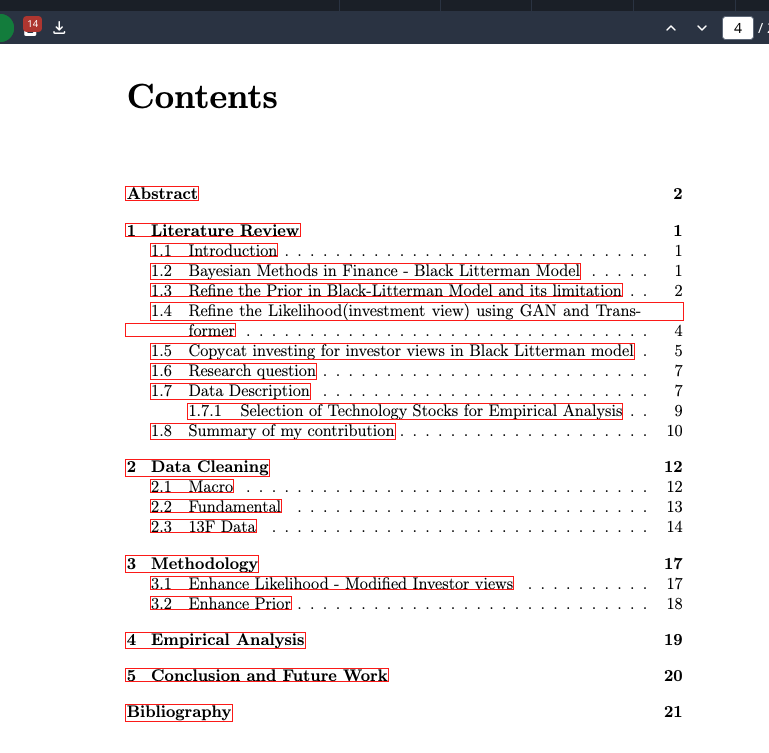 14
4 /
Contents
Abstract 2
1 Literature Review 1
1.1 Introduction . . . . . . . . . . . . . . . . . . . . . . . . . . . . . 1
1.2 Bayesian Methods in Finance - Black Litterman Model . . . . . 1
1.3 Refine the Prior in Black-Litterman Model and its limitation . . 2
1.4 Refine the Likelihood(investment view) using GAN and Trans-
former . . . . . . . . . . . . . . . . . . . . . . . . . . . . . . . . 4
1.5 Copycat investing for investor views in Black Litterman model . 5
1.6 Research question . . . . . . . . . . . . . . . . . . . . . . . . . . 7
1.7 Data Description . . . . . . . . . . . . . . . . . . . . . . . . . . 7
1.7.1 Selection of Technology Stocks for Empirical Analysis . . 9
1.8 Summary of my contribution . . . . . . . . . . . . . . . . . . . . 10
2 Data Cleaning 12
2.1 Macro . . . . . . . . . . . . . . . . . . . . . . . . . . . . . . . . 12
2.2 Fundamental . . . . . . . . . . . . . . . . . . . . . . . . . . . . 13
2.3 13F Data . . . . . . . . . . . . . . . . . . . . . . . . . . . . . . 14
3 Methodology 17
3.1 Enhance Likelihood - Modified Investor views . . . . . . . . . . 17
3.2 Enhance Prior . . . . . . . . . . . . . . . . . . . . . . . . . . . . 18
4 Empirical Analysis 19
5 Conclusion and Future Work 20
Bibliography 21